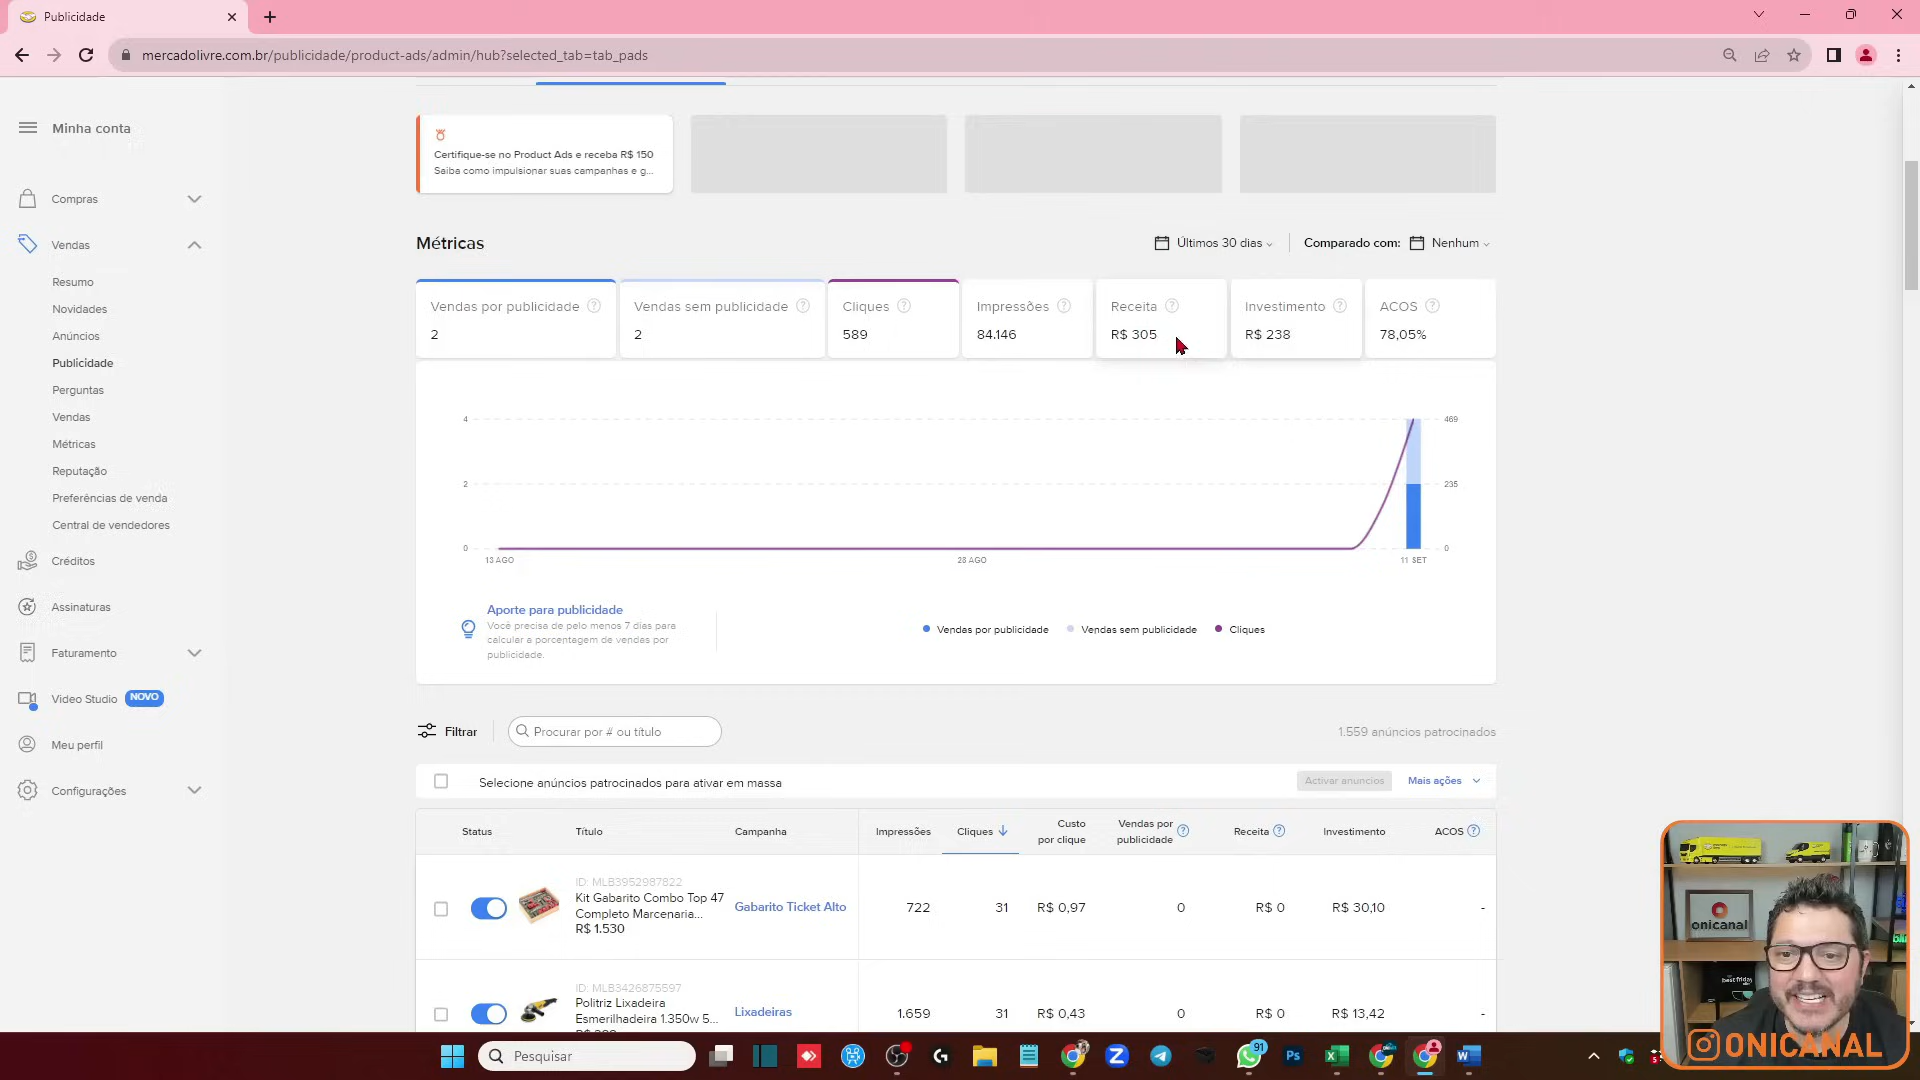 Publicidade
mercadolivre.com.br/publicidade/product-ads/admin/hub?selected_tab=tab_pads
Minha conta
Compras
Vendas
Resumo
Novidades
Anúncios
Publicidade
Perguntas
Vendas
Métricas
Reputação
Preferências de venda
Central de vendedores
Créditos
Assinaturas
Faturamento
Video Studio NOVO
Meu perfil
Configurações
Certifique-se no Product Ads e receba R$ 150
Saiba como impulsionar suas campanhas e g...
Métricas
Últimos 30 dias
Comparado com: Nenhum
Vendas por publicidade
2
Vendas sem publicidade
2
Cliques
589
Impressões
84.146
Receita
R$ 305
Investimento
R$ 238
ACOS
78,05%
4 469
2 235
0 0
13 AGO 28 AGO 11 SET
Aporte para publicidade
Você precisa de pelo menos 7 dias para
calcular a porcentagem de vendas por
publicidade.
Vendas por publicidade Vendas sem publicidade Cliques
Filtrar Procurar por # ou título 1.559 anúncios patrocinados
Selecione anúncios patrocinados para ativar em massa Activar anuncios Mais ações
Status Título Campanha Impressões Cliques Custo por clique Vendas por publicidade Receita Investimento ACOS
ID: MLB3952987822
Kit Gabarito Combo Top 47
Completo Marcenaria...
R$ 1.530
Gabarito Ticket Alto 722 31 R$ 0,97 0 R$ 0 R$ 30,10 -
ID: MLB3426875597
Politriz Lixadeira
Esmerilhadeira 1.350w 5...
Lixadeiras 1.659 31 R$ 0,43 0 R$ 0 R$ 13,42 -
onicanal
ONICANAL
Pesquisar
91